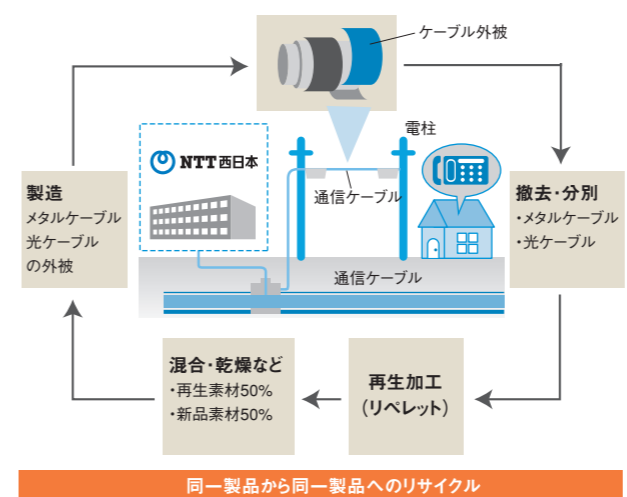 ケーブル外被
電柱
NTT西日本
通信ケーブル
製造
メタルケーブル
光ケーブル
の外被
撤去・分別
・メタルケーブル
・光ケーブル
通信ケーブル
混合・乾燥など
・再生素材50%
・新品素材50%
再生加工
(リペレット)
同一製品から同一製品へのリサイクル